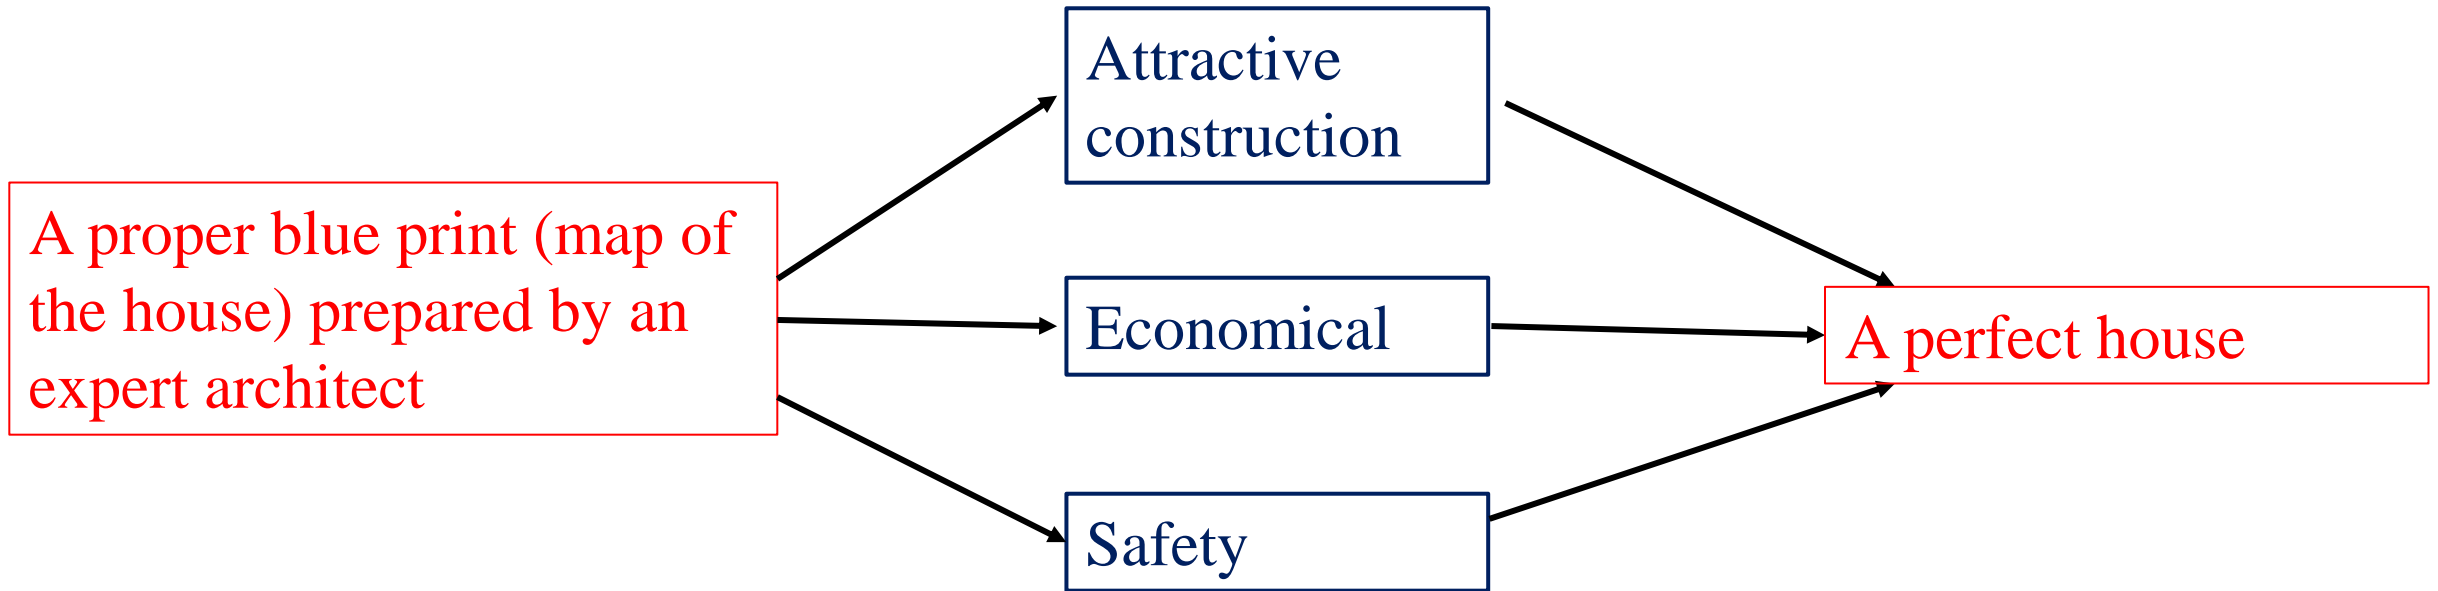 A proper blue print (map of
the house) prepared by an
expert architect
Attractive
construction
Economical
Safety
A perfect house